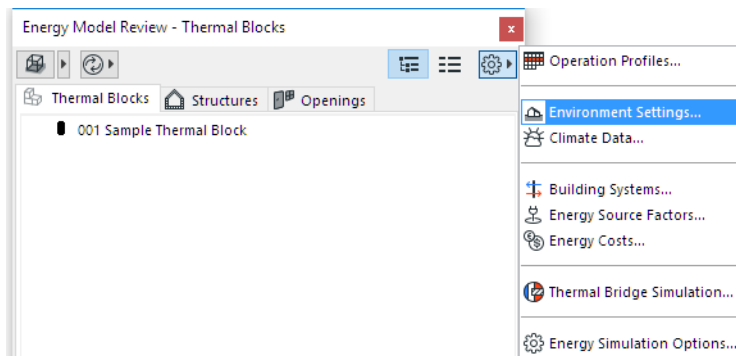 Energy Model Review - Thermal Blocks
x
Thermal Blocks
Structures
Openings
001 Sample Thermal Block
Operation Profiles...
Environment Settings...
Climate Data...
Building Systems...
Energy Source Factors...
Energy Costs...
Thermal Bridge Simulation...
Energy Simulation Options...